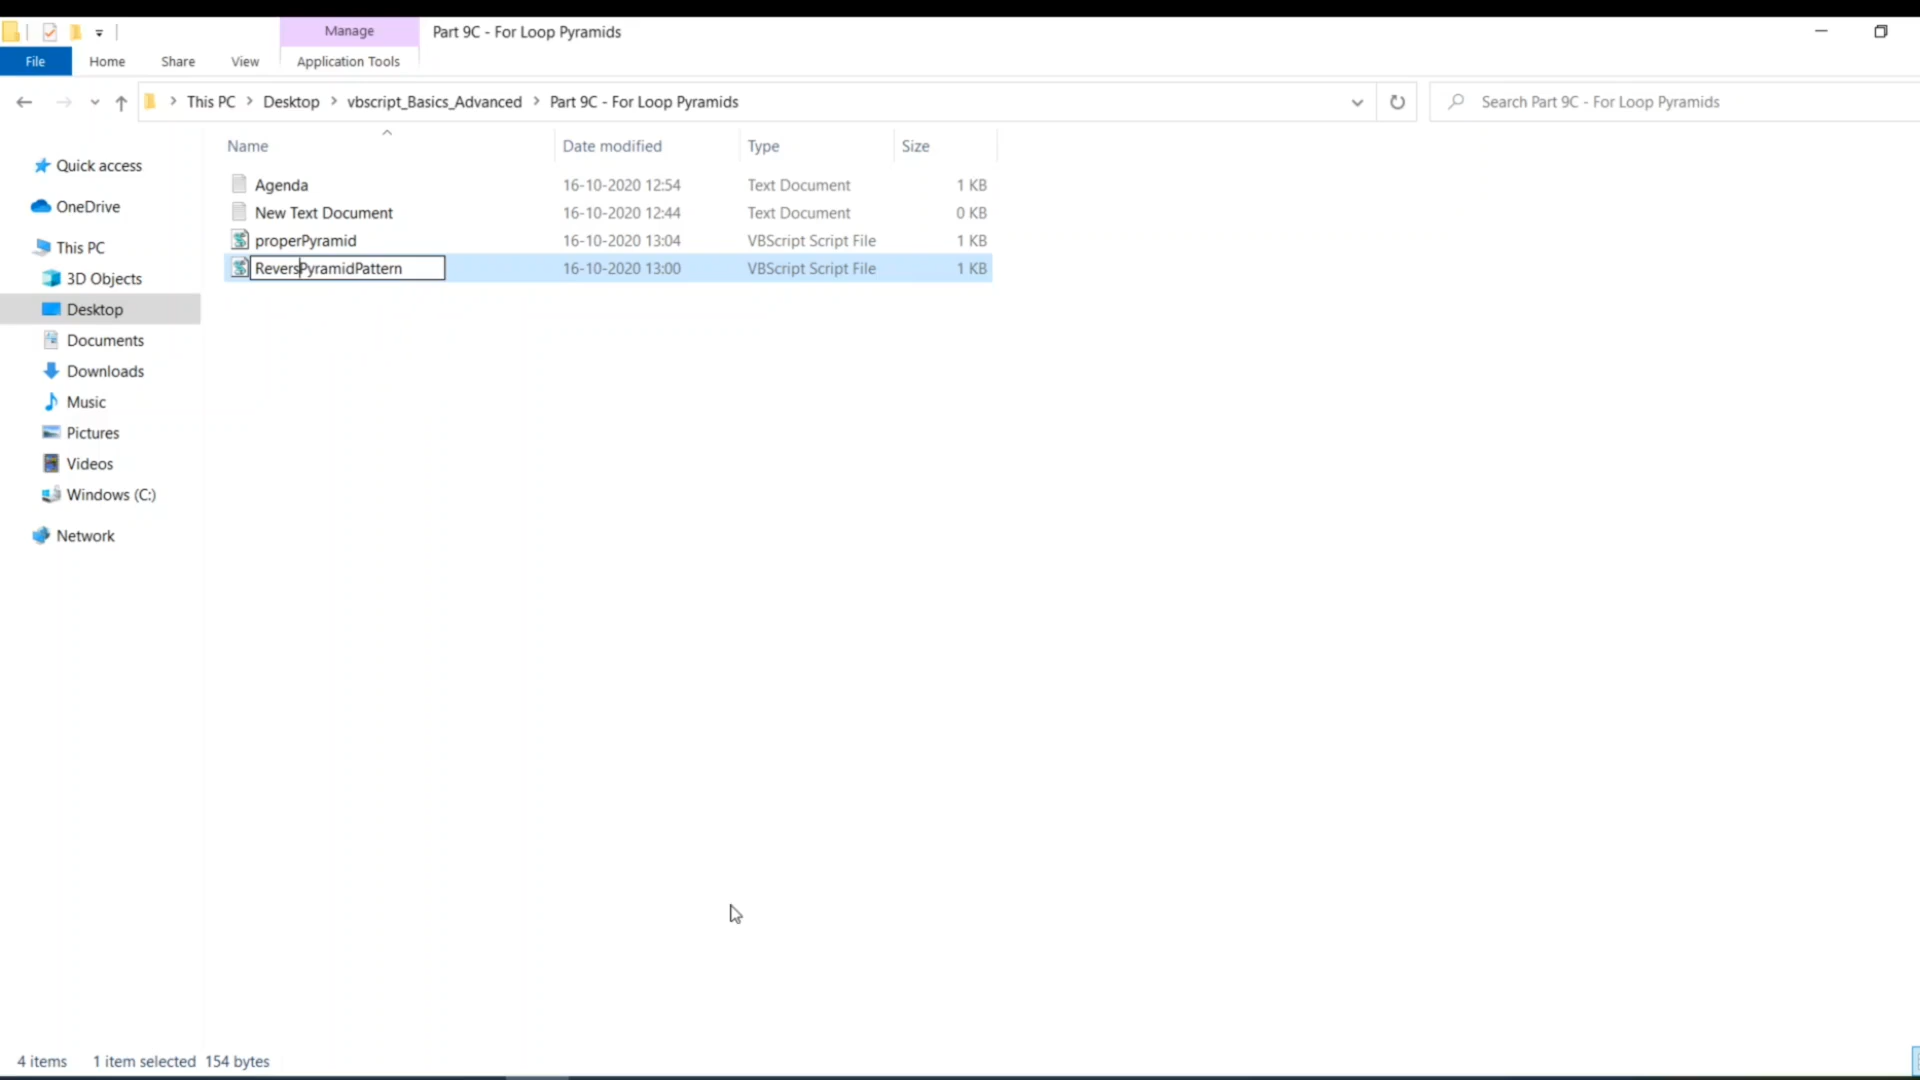 Manage
Part 9C - For Loop Pyramids
File
Home
Share
View
Application Tools
This PC
Desktop
vbscript_Basics_Advanced
Part 9C - For Loop Pyramids
Search Part 9C - For Loop Pyramids
Name
Date modified
Type
Size
Quick access
OneDrive
This PC
3D Objects
Desktop
Documents
Downloads
Music
Pictures
Videos
Windows (C:)
Network
Agenda 16-10-2020 12:54 Text Document 1 KB
New Text Document 16-10-2020 12:44 Text Document 0 KB
properPyramid 16-10-2020 13:04 VBScript Script File 1 KB
ReversPyramidPattern 16-10-2020 13:00 VBScript Script File 1 KB
4 items 1 item selected 154 bytes